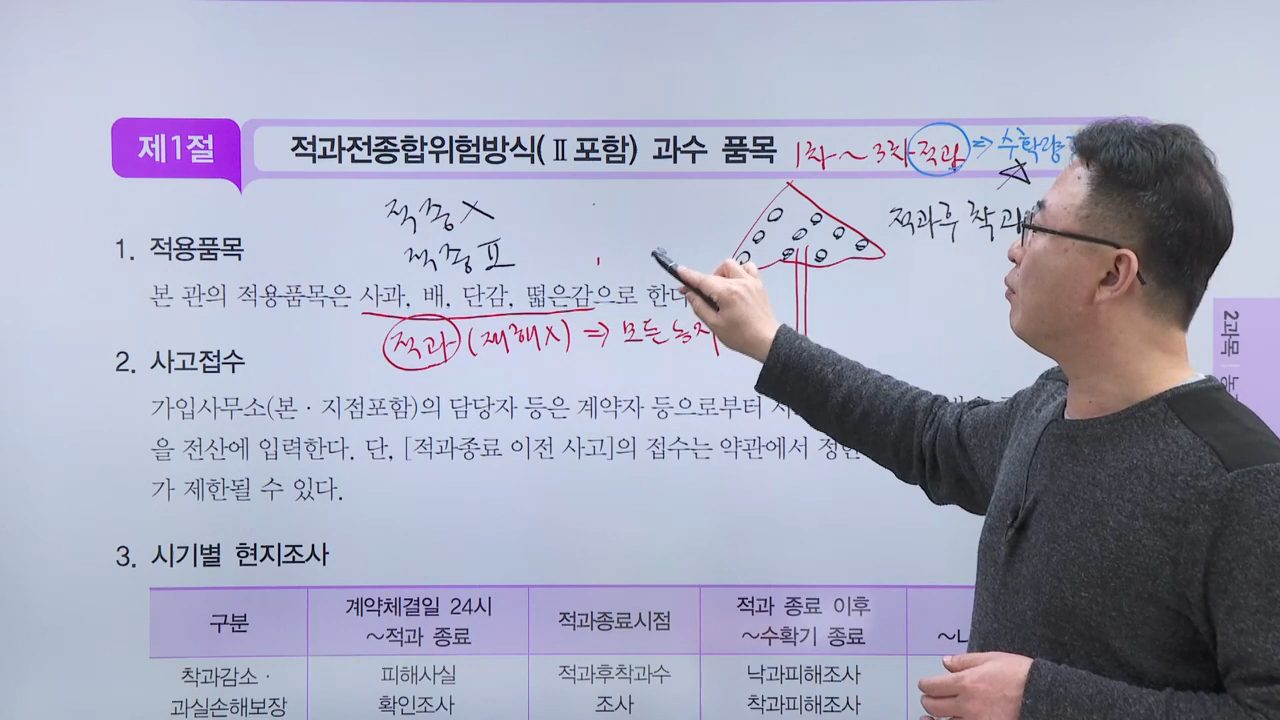 제1절 적과전종합위험방식(Ⅱ포함) 과수 품목 1차~3차 적과 ⇒ 수확량
적종X
적종Ⅱ
적과후 착과
1. 적용품목
본 관의 적용품목은 사과, 배, 단감, 떫은감으로 한다
적과 (재해X) ⇒ 모든 농지
2. 사고접수
가입사무소(본·지점포함)의 담당자 등은 계약자 등으로부터
을 전산에 입력한다. 단, [적과종료 이전 사고]의 접수는 약관에서 정한
가 제한될 수 있다.
3. 시기별 현지조사
구분 계약체결일 24시 ~적과 종료 적과종료시점 적과 종료 이후 ~수확기 종료
착과감소· 과실손해보장 피해사실 확인조사 적과후착과수 조사 낙과피해조사 착과피해조사
2과목